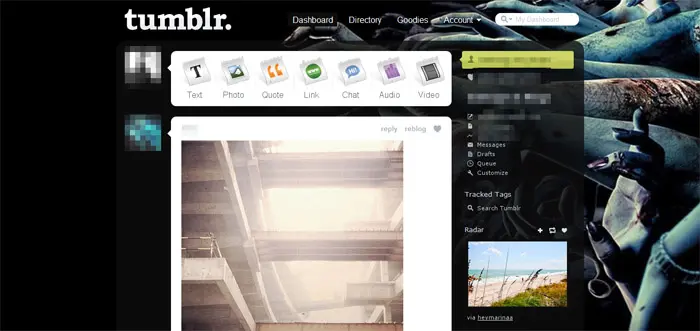 tumblr.
Dashboard Directory Goodies Account My Dashboard
Text Photo Quote Link Chat Audio Video
reply reblog
Messages
Drafts
Queue
Customize
Tracked Tags
Search Tumblr
Radar
via heymarinaa